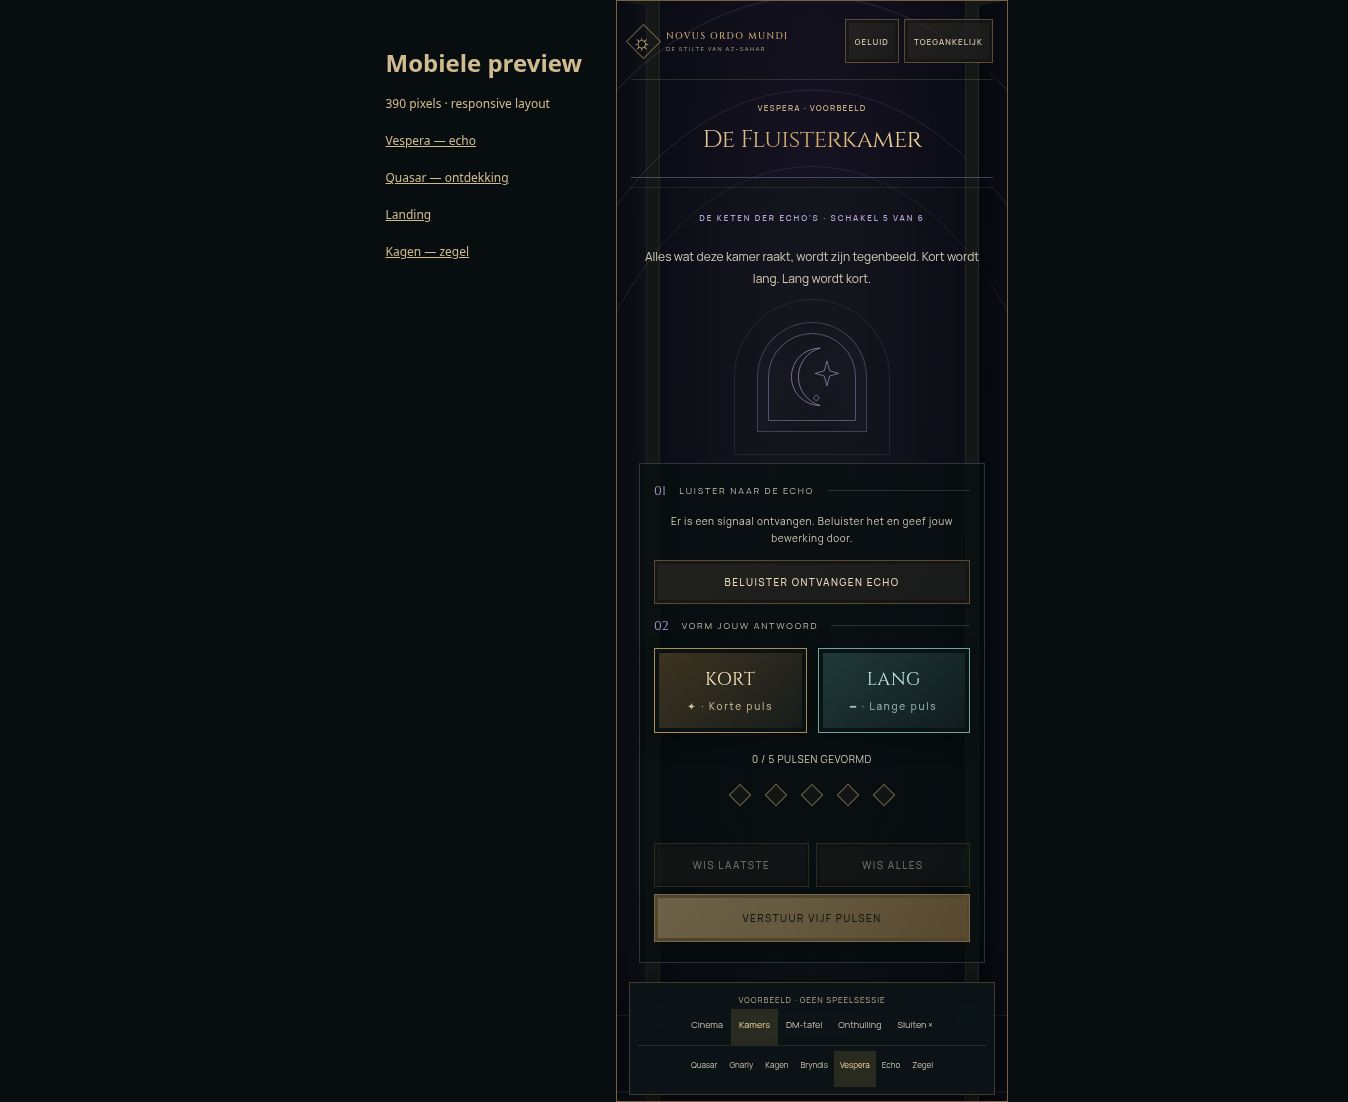 Mobiele preview
390 pixels · responsive layout
Vespera — echo
Quasar — ontdekking
Landing
Kagen — zegel
NOVUS ORDO MUNDI
DE STILTE VAN AZ-SAHAR
GELUID
TOEGANKELIJK
VESPERA · VOORBEELD
DE FLUISTERKAMER
DE KETEN DER ECHO'S · SCHAKEL 5 VAN 6
Alles wat deze kamer raakt, wordt zijn tegenbeeld. Kort wordt
lang. Lang wordt kort.
01 LUISTER NAAR DE ECHO
Er is een signaal ontvangen. Beluister het en geef jouw
bewerking door.
BELUISTER ONTVANGEN ECHO
02 VORM JOUW ANTWOORD
KORT
✦ · Korte puls
LANG
━ · Lange puls
0 / 5 PULSEN GEVORMD
WIS LAATSTE
WIS ALLES
VERSTUUR VIJF PULSEN
VOORBEELD · GEEN SPEELSESSIE
Cinema Kamers DM-tafel Onthulling Sluiten ×
Quasar Gnarly Kagen Bryndis Vespera Echo Zegel